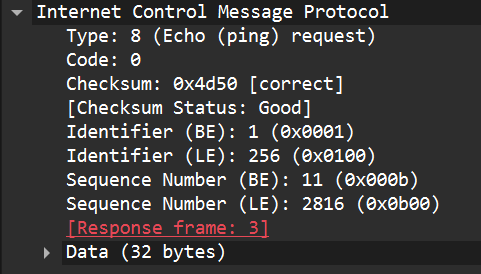 Internet Control Message Protocol
Type: 8 (Echo (ping) request)
Code: 0
Checksum: 0x4d50 [correct]
[Checksum Status: Good]
Identifier (BE): 1 (0x0001)
Identifier (LE): 256 (0x0100)
Sequence Number (BE): 11 (0x000b)
Sequence Number (LE): 2816 (0x0b00)
[Response frame: 3]
Data (32 bytes)